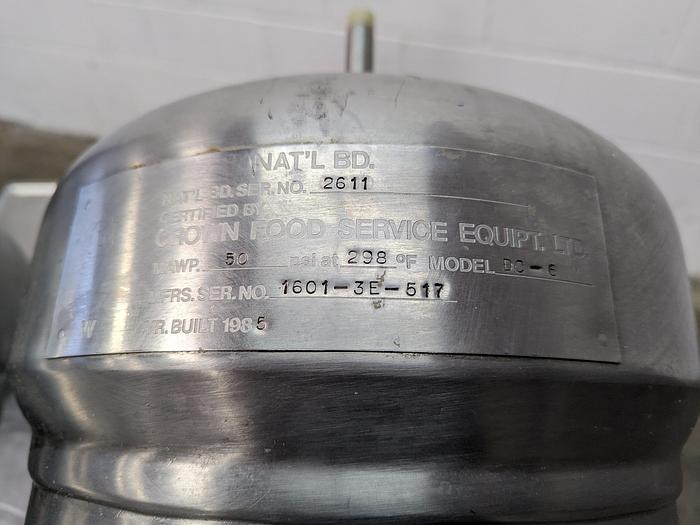 NAT'L BD.
NAT'L BD. SER. NO. 2611
CERTIFIED BY
CROWN FOOD SERVICE EQUIPT. LTD.
M.A.W.P. 50 psi at 298 °F MODEL DC-6
MFRS. SER. NO. 1601-3E-517
W YR. BUILT 1985